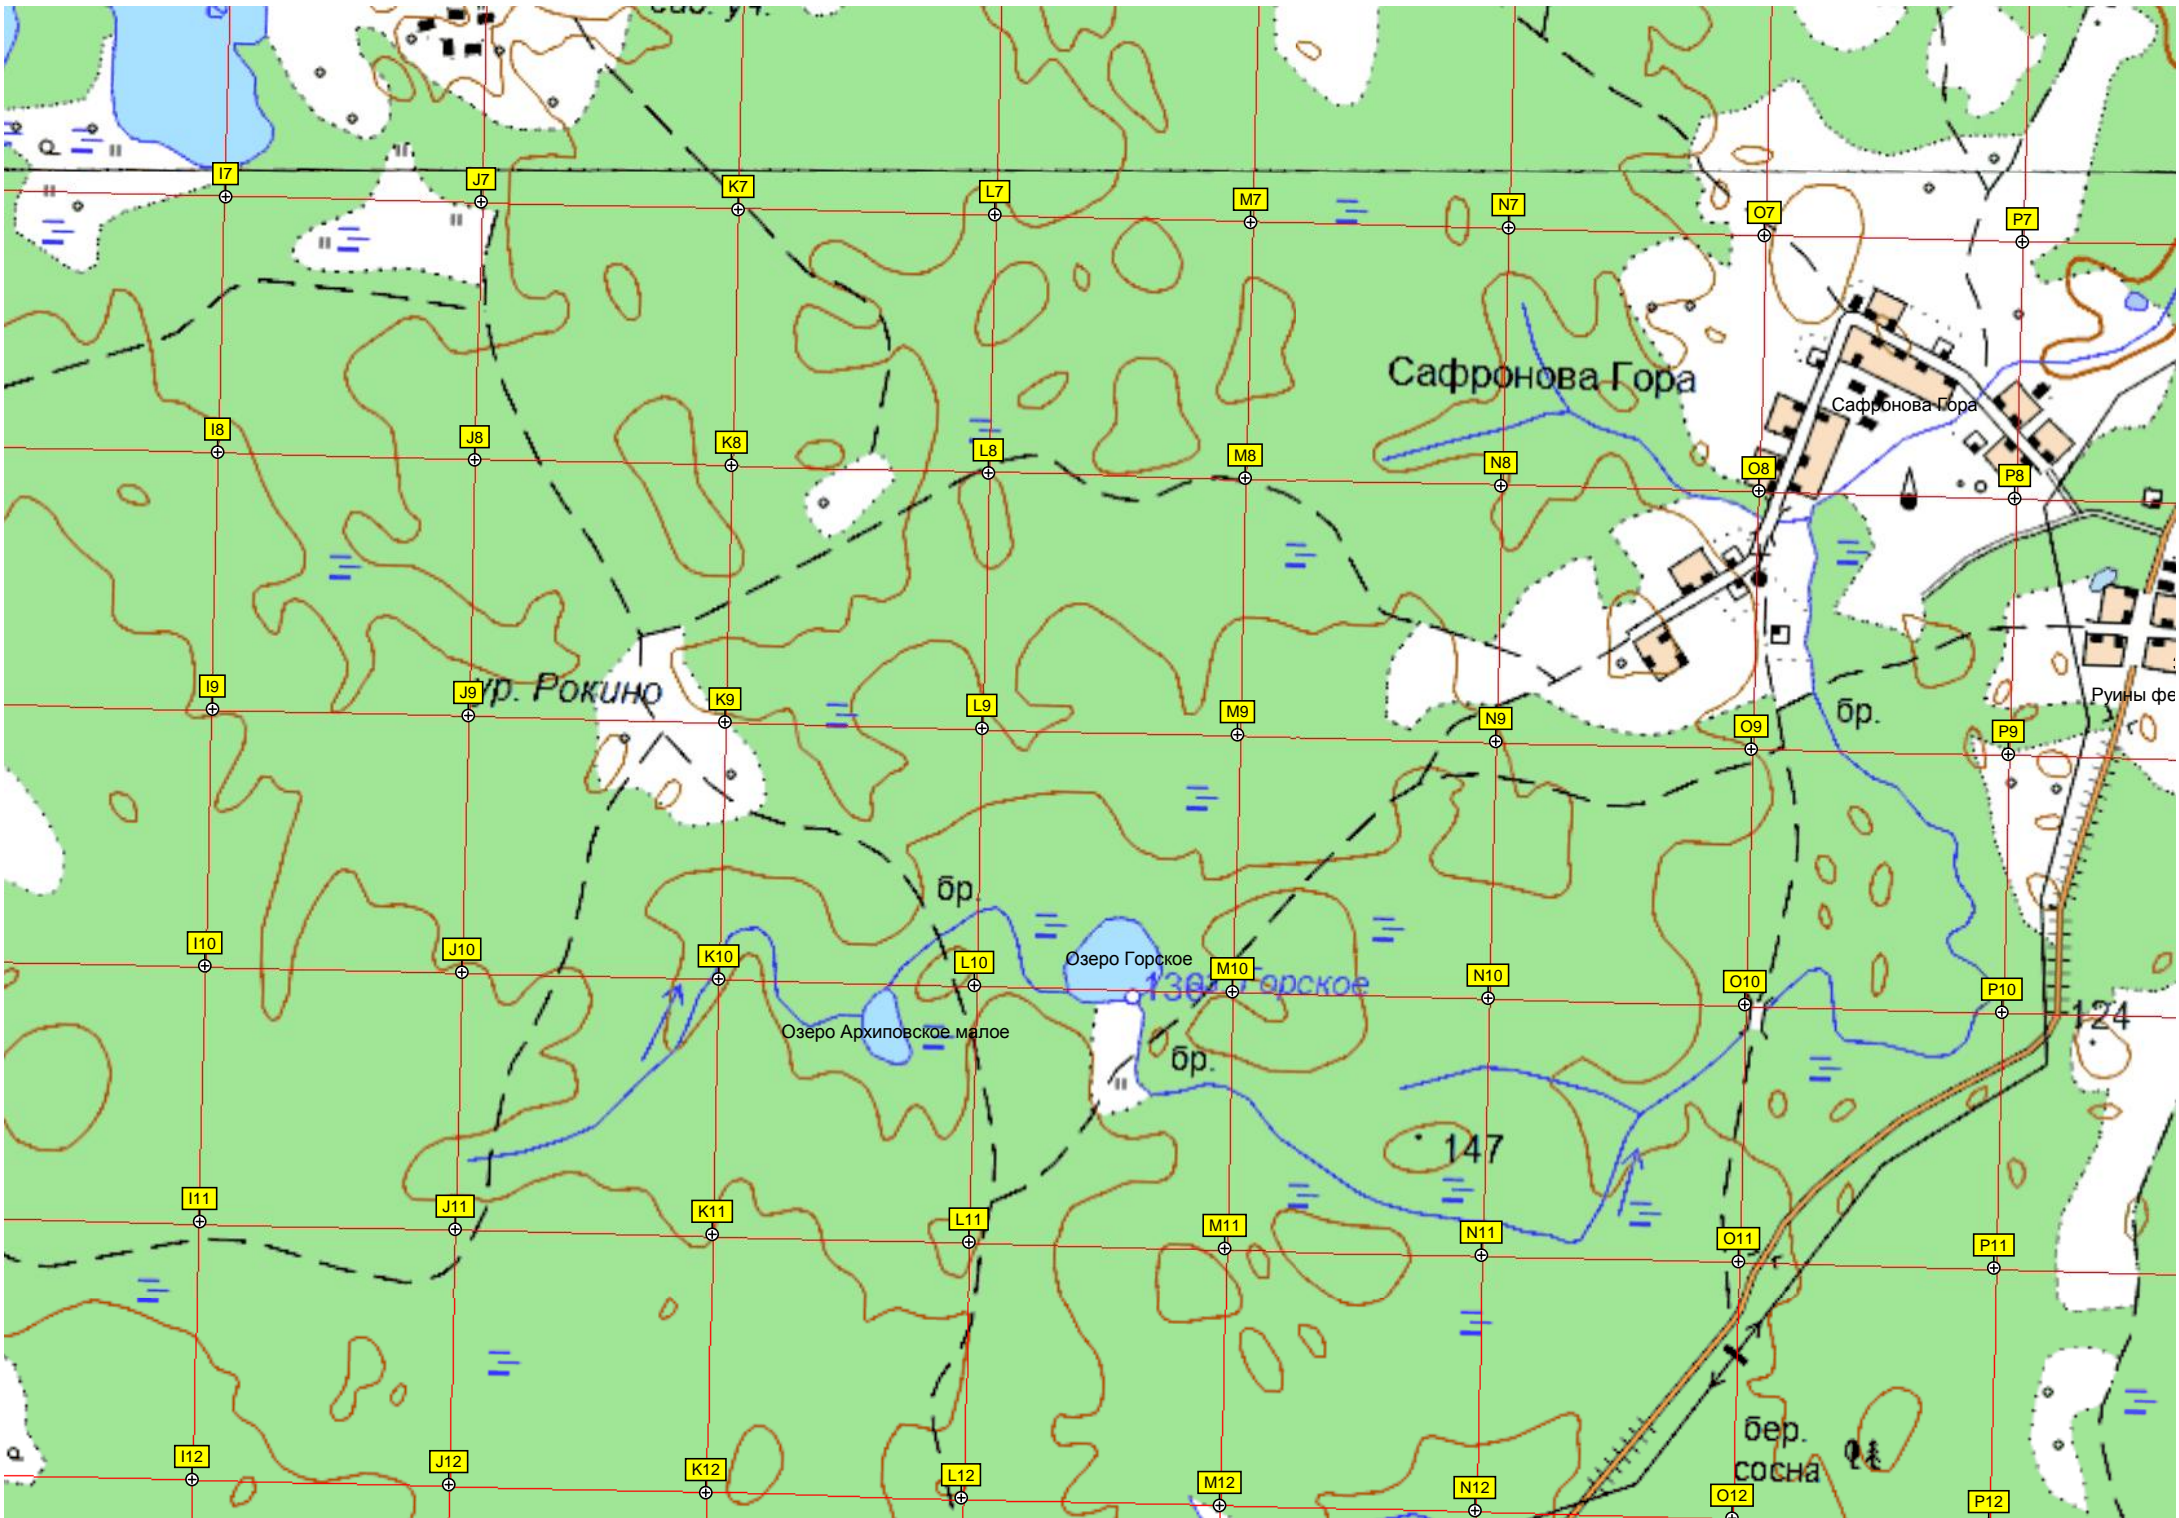 I7
J7
K7
L7
M7
N7
O7
P7
Сафронова Гора
Сафронова Гора
I8
J8
K8
L8
M8
N8
O8
P8
ур. Рокино
I9
J9
K9
L9
M9
N9
O9
P9
бр.
Руины фе
бр.
Озеро Горское
I10
J10
K10
L10
M10
N10
O10
P10
Горское
124
Озеро Архиповское малое
бр.
147
I11
J11
K11
L11
M11
N11
O11
P11
бер.
сосна
I12
J12
K12
L12
M12
N12
O12
P12